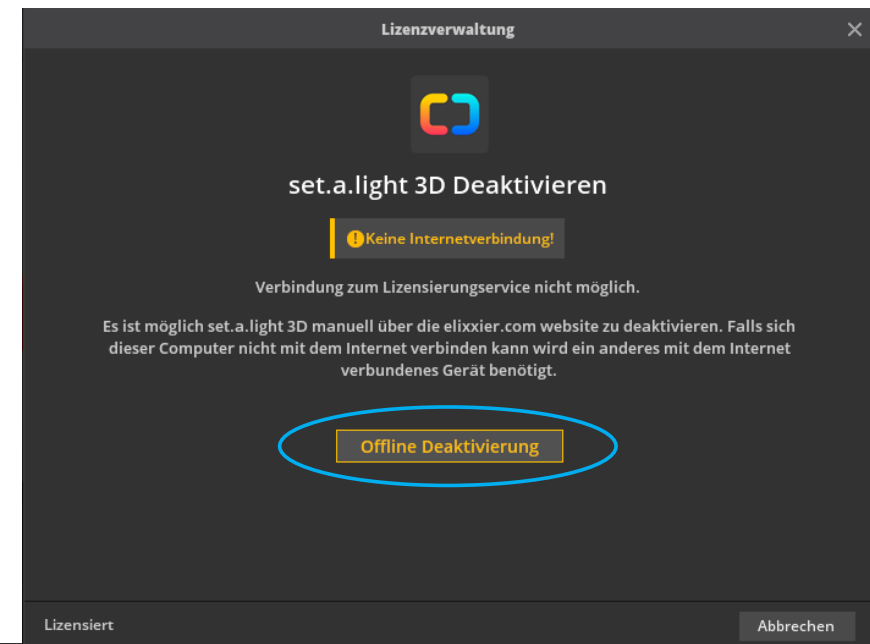 Lizenzverwaltung
set.a.light 3D Deaktivieren
Keine Internetverbindung!
Verbindung zum Lizensierungservice nicht möglich.
Es ist möglich set.a.light 3D manuell über die elixxier.com website zu deaktivieren. Falls sich
dieser Computer nicht mit dem Internet verbinden kann wird ein anderes mit dem Internet
verbundenes Gerät benötigt.
Offline Deaktivierung
Lizensiert
Abbrechen